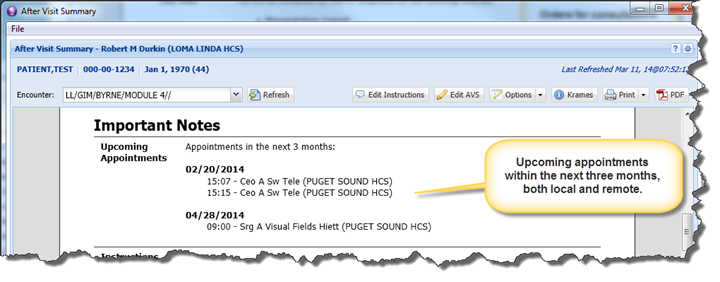 After Visit Summary
File
After Visit Summary - Robert M Durkin (LOMA LINDA HCS)
PATIENT,TEST 000-00-1234 Jan 1, 1970 (44) Last Refreshed Mar 11, 14@07:52:
Encounter: LL/GIM/BYRNE/MODULE 4// Refresh Edit Instructions Edit AVS Options Krames Print PDF
Important Notes
Upcoming Appointments in the next 3 months:
Appointments
02/20/2014
15:07 - Ceo A Sw Tele (PUGET SOUND HCS)
15:15 - Ceo A Sw Tele (PUGET SOUND HCS)
04/28/2014
09:00 - Srg A Visual Fields Hiett (PUGET SOUND HCS)
Upcoming appointments
within the next three months,
both local and remote.